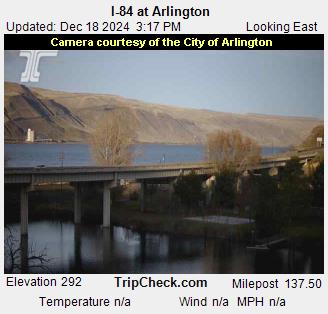 I-84 at Arlington
Updated: Dec 18 2024 3:17 PM Looking East
Camera courtesy of the City of Arlington
Elevation 292 TripCheck.com Milepost 137.50
Temperature n/a Wind n/a MPH n/a